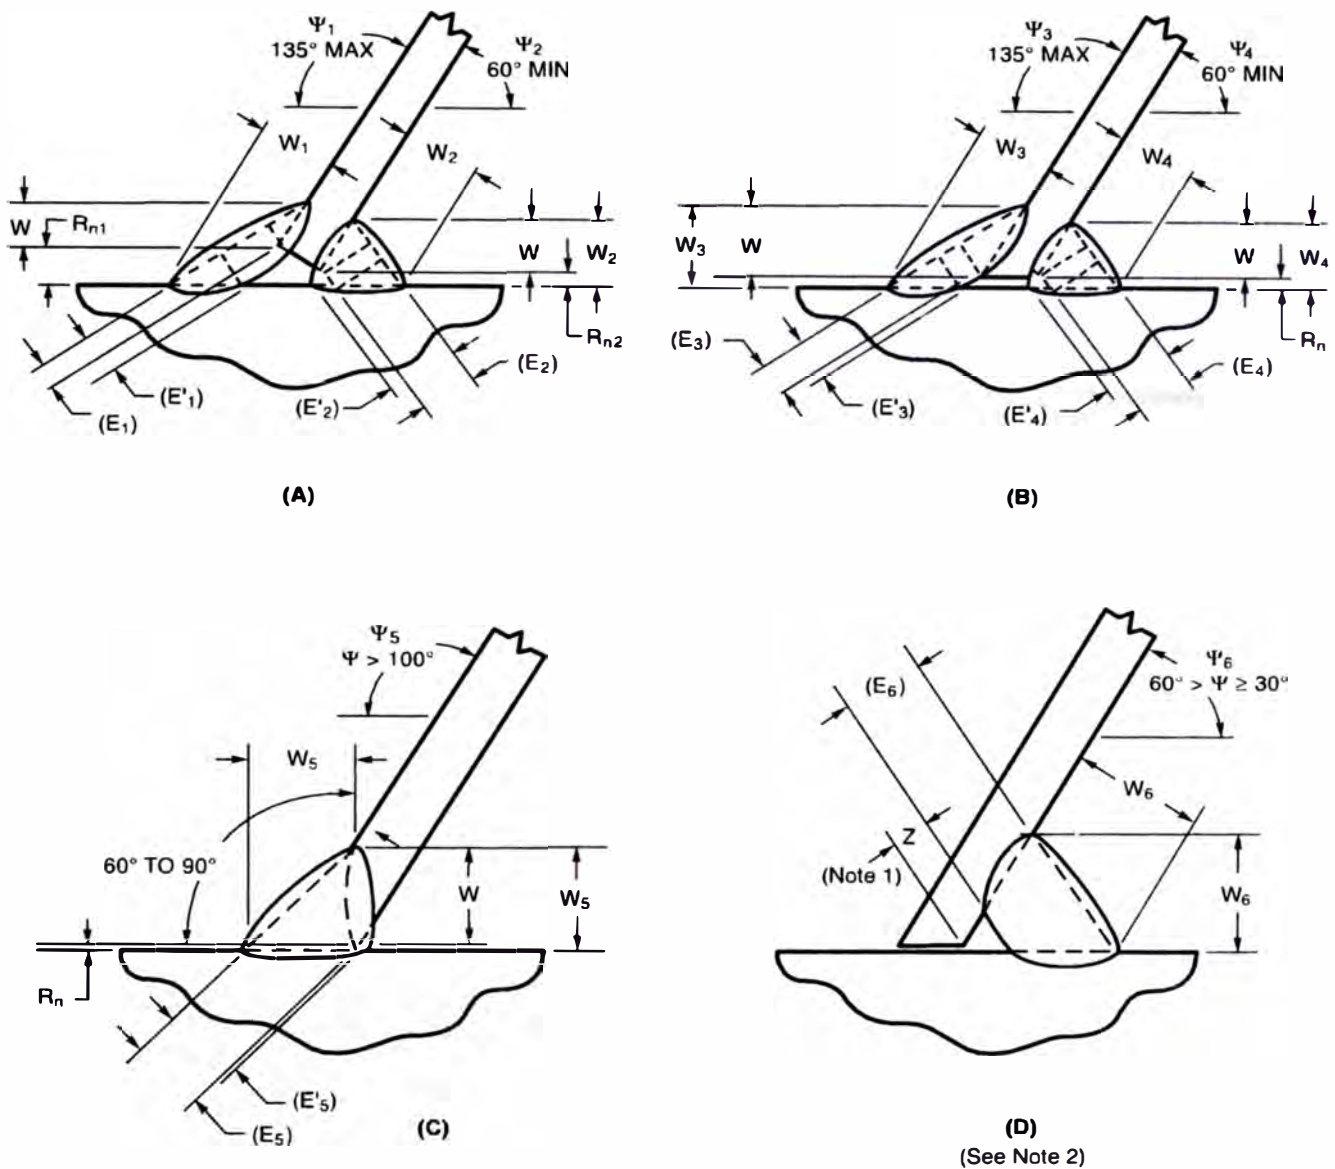 Ψ1
135° MAX
Ψ2
60° MIN
W1
W2
W
Rn1
W
W2
Rn2
(E1)
(E'1)
(E'2)
(E2)
(A)
Ψ3
135° MAX
Ψ4
60° MIN
W3
W4
W3
W
W
W4
Rn
(E3)
(E'3)
(E'4)
(E4)
(B)
Ψ5
Ψ > 100°
W5
60° TO 90°
W
W5
Rn
(E'5)
(E5)
(C)
Ψ6
60° > Ψ ≥ 30°
(E6)
W6
Z
(Note 1)
W6
(D)
(See Note 2)